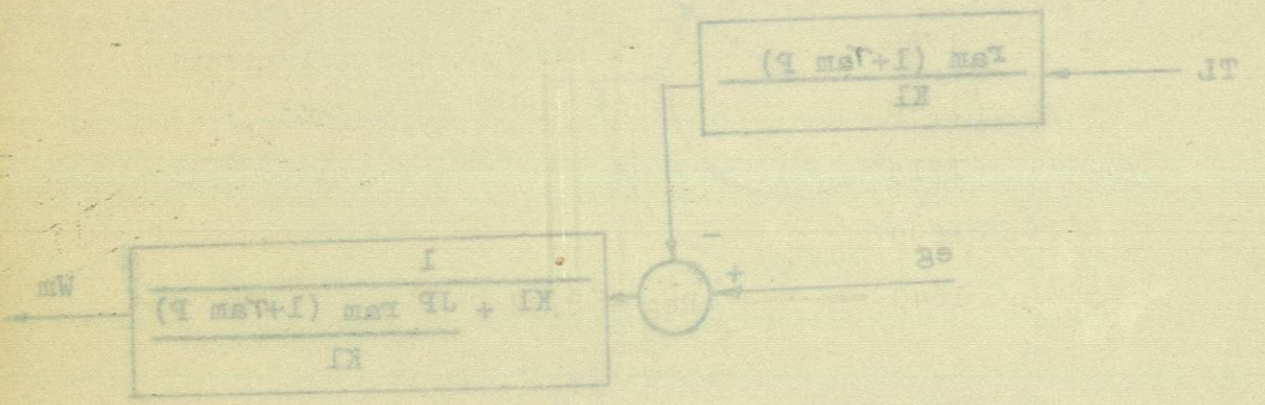 TL
ram (1+Tam P)
K1
-
+
eg
1
K1 + JP ram (1+Tam P)
K1
Wm